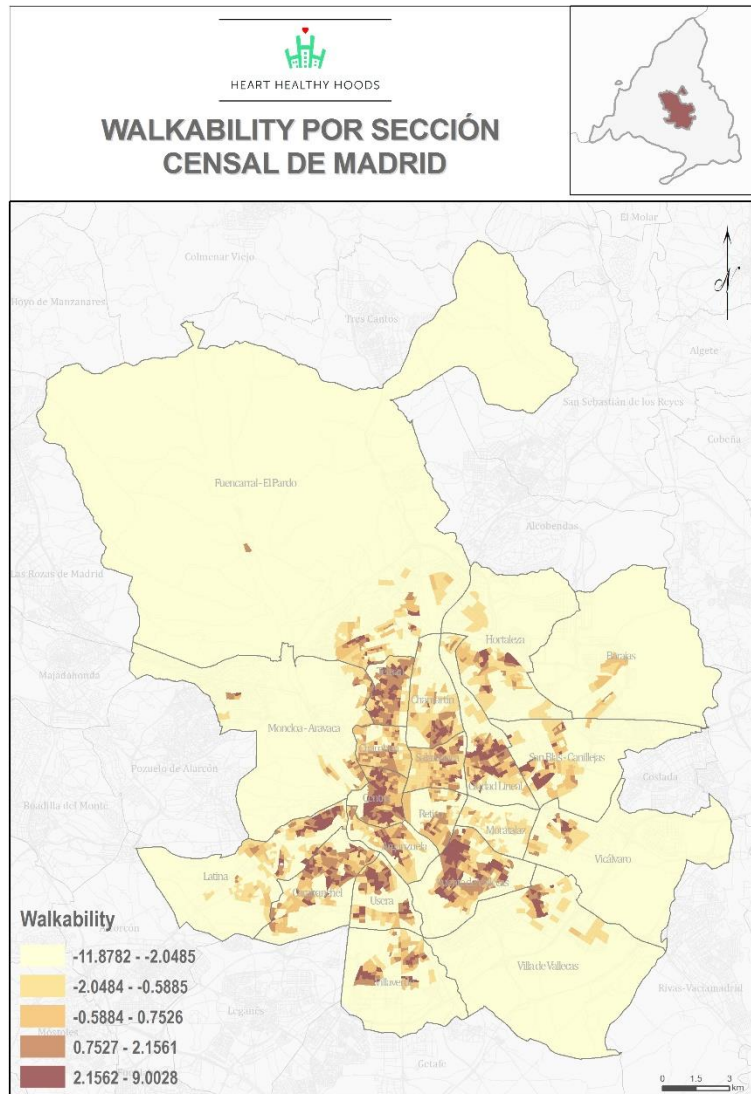 HEART HEALTHY HOODS
WALKABILITY POR SECCIÓN
CENSAL DE MADRID
El Molar
Colmenar Viejo
N
Hoyo de Manzanares
Tres Cantos
Algete
San Sebastián de los Reyes
Cobeña
Fuencarral - El Pardo
Alcobendas
Las Rozas de Madrid
Hortaleza
Barajas
Majadahonda
Chamartín
Moncloa - Aravaca
San Blas - Canillejas
Pozuelo de Alarcón
Coslada
Ciudad Lineal
Boadilla del Monte
Retiro
Moratalaz
Arganzuela
Vicálvaro
Latina
Carabanchel
Usera
Walkability
Alcorcón
-11.8782 - -2.0485
Villa de Vallecas
-2.0484 - -0.5885
Rivas-Vaciamadrid
Villaverde
-0.5884 - 0.7526
Leganés
Móstoles
0.7527 - 2.1561
Getafe
2.1562 - 9.0028
0 1.5 3
km